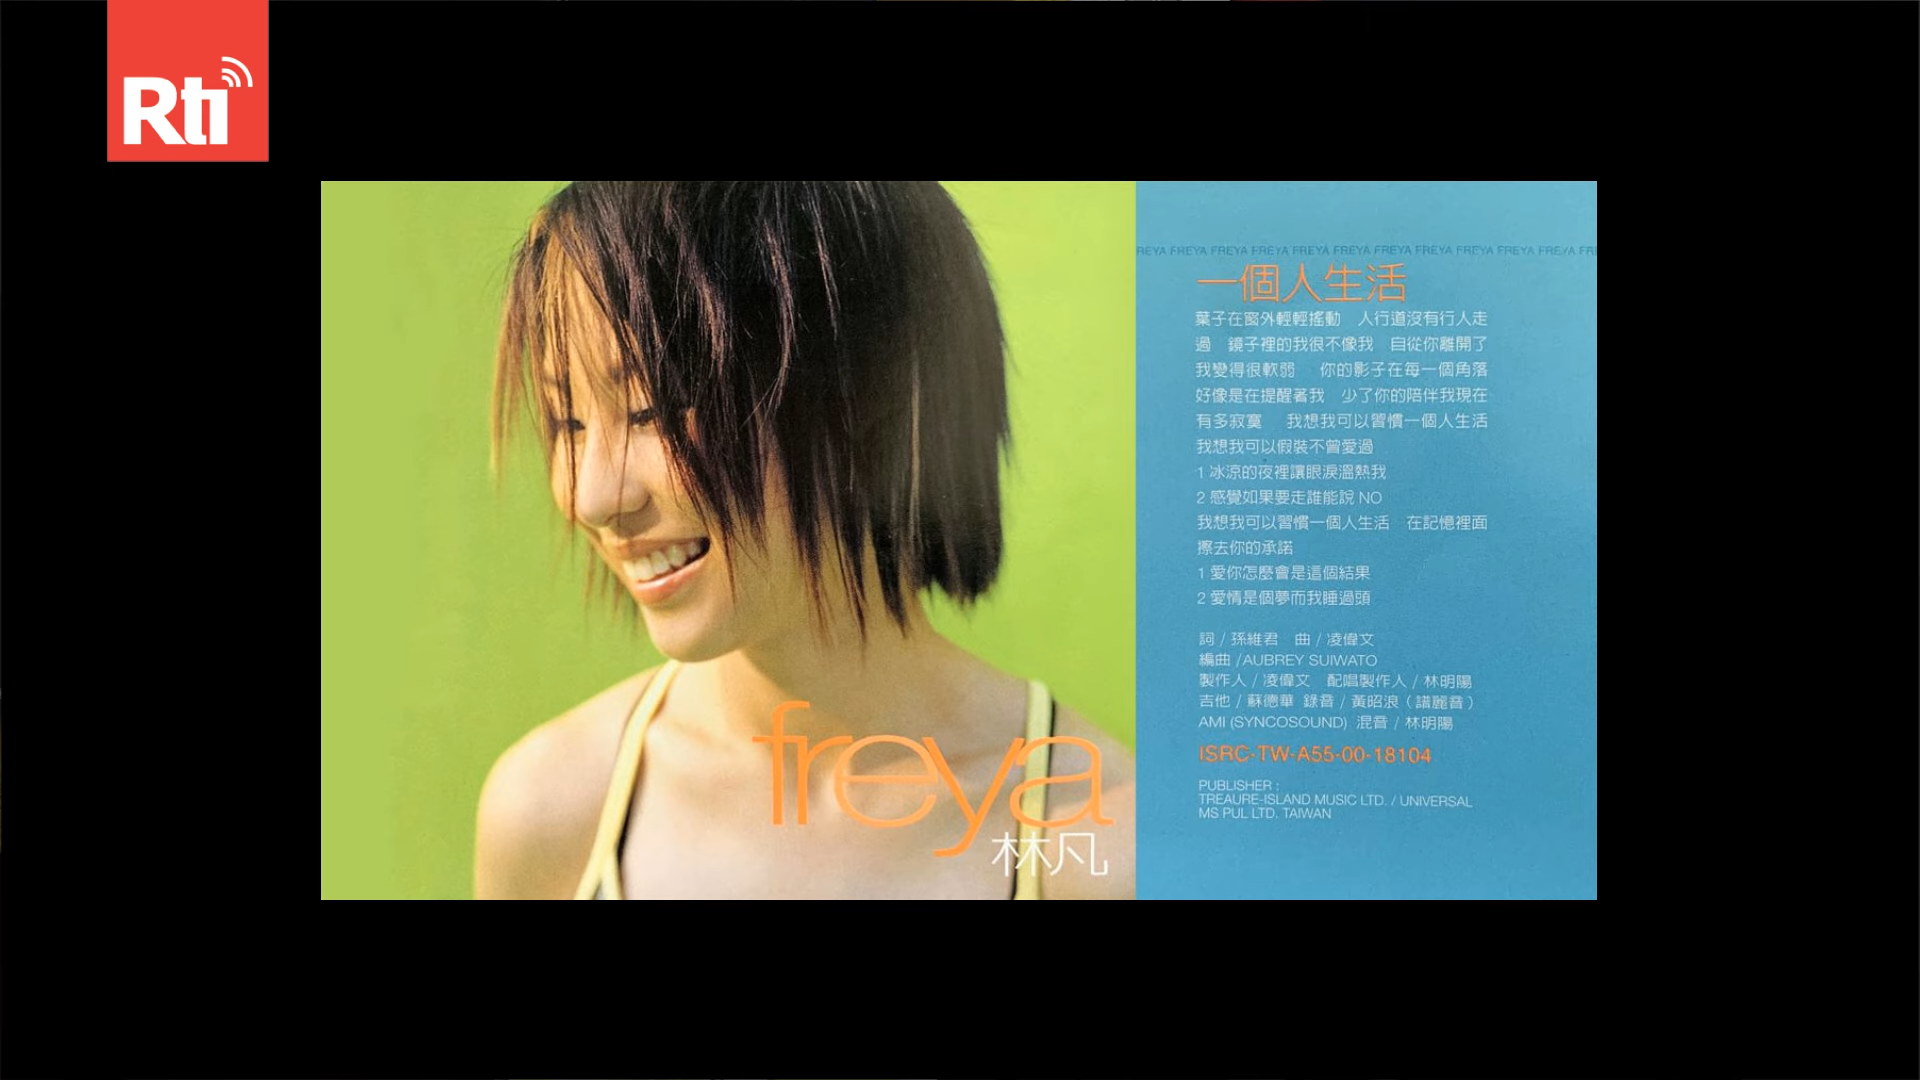 Rti
REYA FREYA FREYA FREYA FREYA FREYA FREYA FREYA FREYA FREYA FREYA FR
一個人生活
葉子在窗外輕輕搖動　人行道沒有行人走
過　鏡子裡的我很不像我　自從你離開了
我變得很軟弱　你的影子在每一個角落
好像是在提醒著我　少了你的陪伴我現在
有多寂寞　我想我可以習慣一個人生活
我想我可以假裝不曾愛過
1 冰涼的夜裡讓眼淚溫熱我
2 感覺如果要走誰能說 NO
我想我可以習慣一個人生活　在記憶裡面
擦去你的承諾
1 愛你怎麼會是這個結果
2 愛情是個夢而我睡過頭
詞 / 孫維君　曲 / 凌偉文
編曲 /AUBREY SUIWATO
製作人 / 凌偉文　配唱製作人 / 林明陽
吉他 / 蘇德華 錄音 / 黃昭浪（諾麗音）
AMI (SYNCOSOUND) 混音 / 林明陽
ISRC-TW-A55-00-18104
PUBLISHER :
TREAURE-ISLAND MUSIC LTD. / UNIVERSAL
MS PUL LTD. TAIWAN
freya
林凡